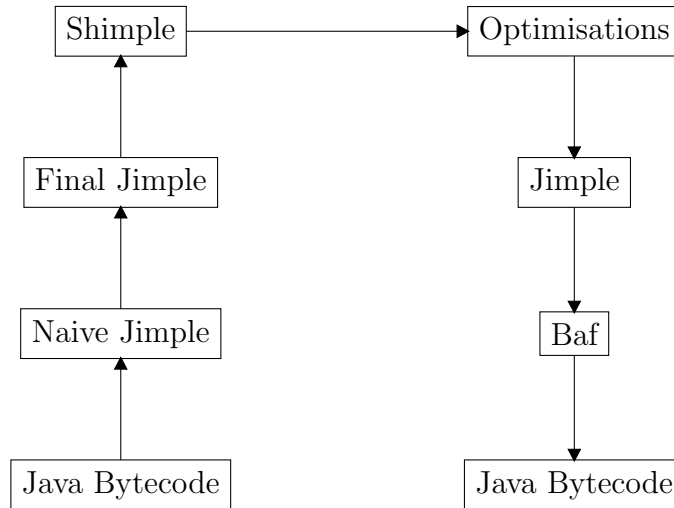 Shimple
Optimisations
Final Jimple
Jimple
Naive Jimple
Baf
Java Bytecode
Java Bytecode